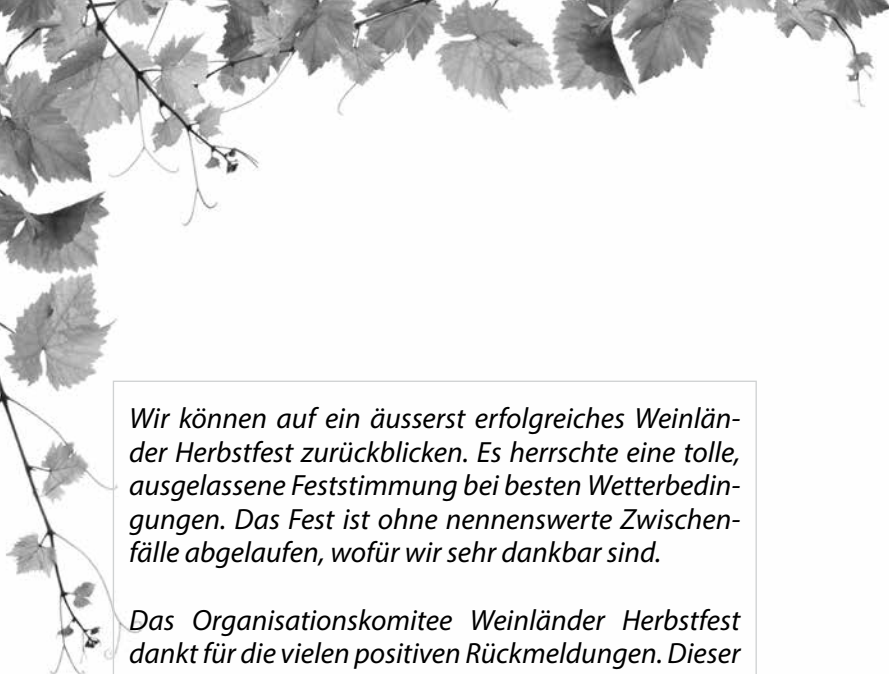 Wir können auf ein äusserst erfolgreiches Weinlän-
der Herbstfest zurückblicken. Es herrschte eine tolle,
ausgelassene Feststimmung bei besten Wetterbedin-
gungen. Das Fest ist ohne nennenswerte Zwischen-
fälle abgelaufen, wofür wir sehr dankbar sind.
Das Organisationskomitee Weinländer Herbstfest
dankt für die vielen positiven Rückmeldungen. Dieser